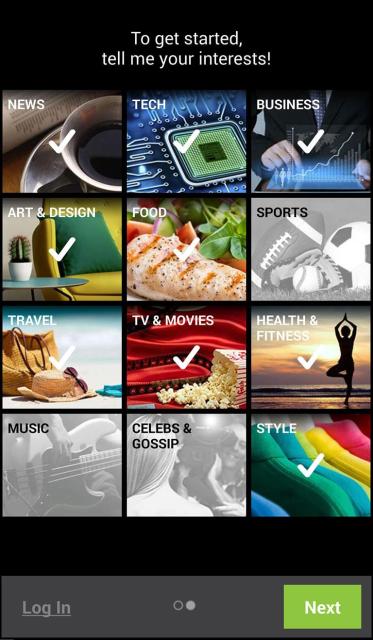 To get started,
tell me your interests!
NEWS
TECH
BUSINESS
ART & DESIGN
FOOD
SPORTS
TRAVEL
TV & MOVIES
HEALTH &
FITNESS
MUSIC
CELEBS &
GOSSIP
STYLE
Log In
Next